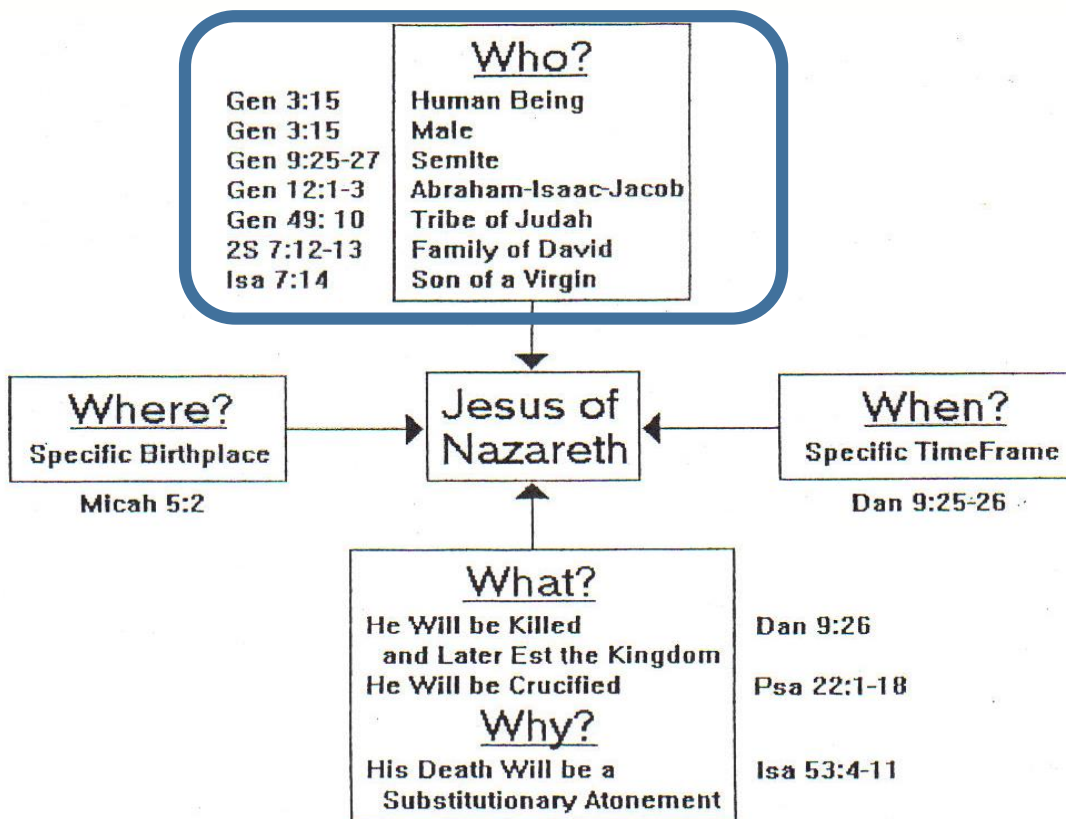 Who?
Gen 3:15 Human Being
Gen 3:15 Male
Gen 9:25-27 Semite
Gen 12:1-3 Abraham-Isaac-Jacob
Gen 49: 10 Tribe of Judah
2S 7:12-13 Family of David
Isa 7:14 Son of a Virgin
Where?
Specific Birthplace
Micah 5:2
Jesus of
Nazareth
When?
Specific TimeFrame
Dan 9:25-26
What?
He Will be Killed Dan 9:26
and Later Est the Kingdom
He Will be Crucified Psa 22:1-18
Why?
His Death Will be a Isa 53:4-11
Substitutionary Atonement